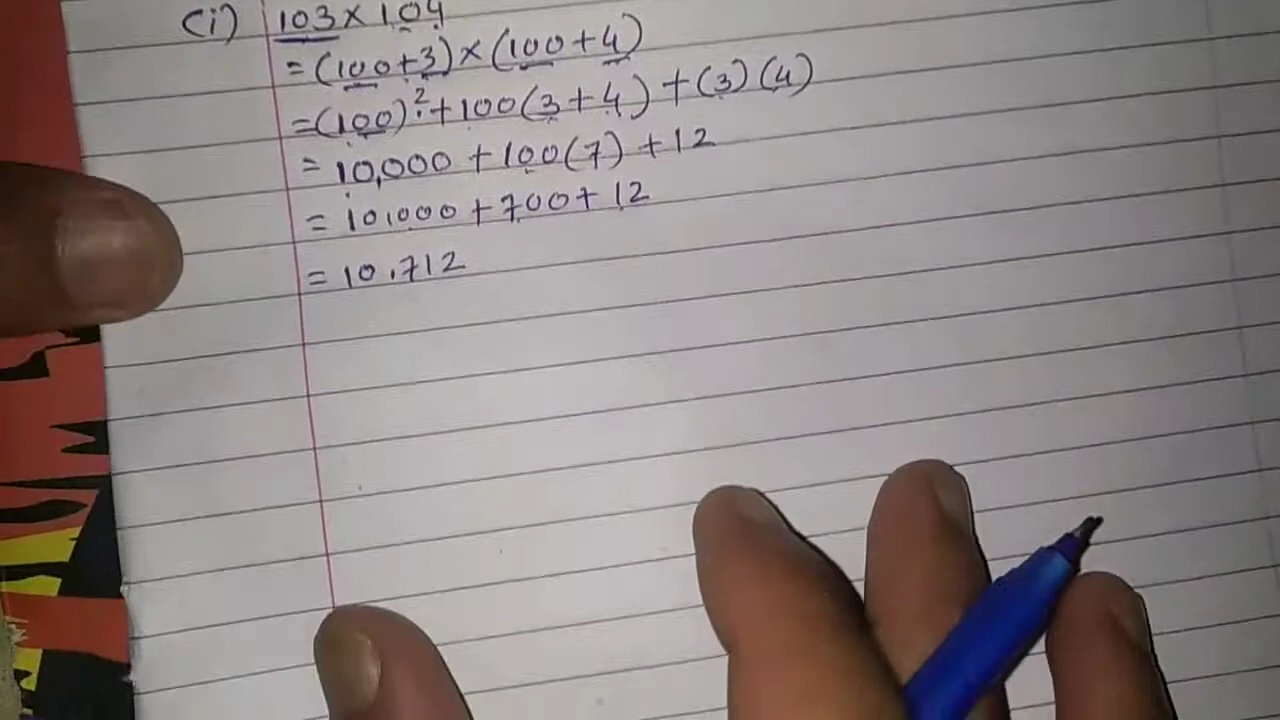 (i) 103 × 104
= (100+3) × (100+4)
= (100)² + 100(3+4) + (3)(4)
= 10,000 + 100(7) + 12
= 10,000 + 700 + 12
= 10,712